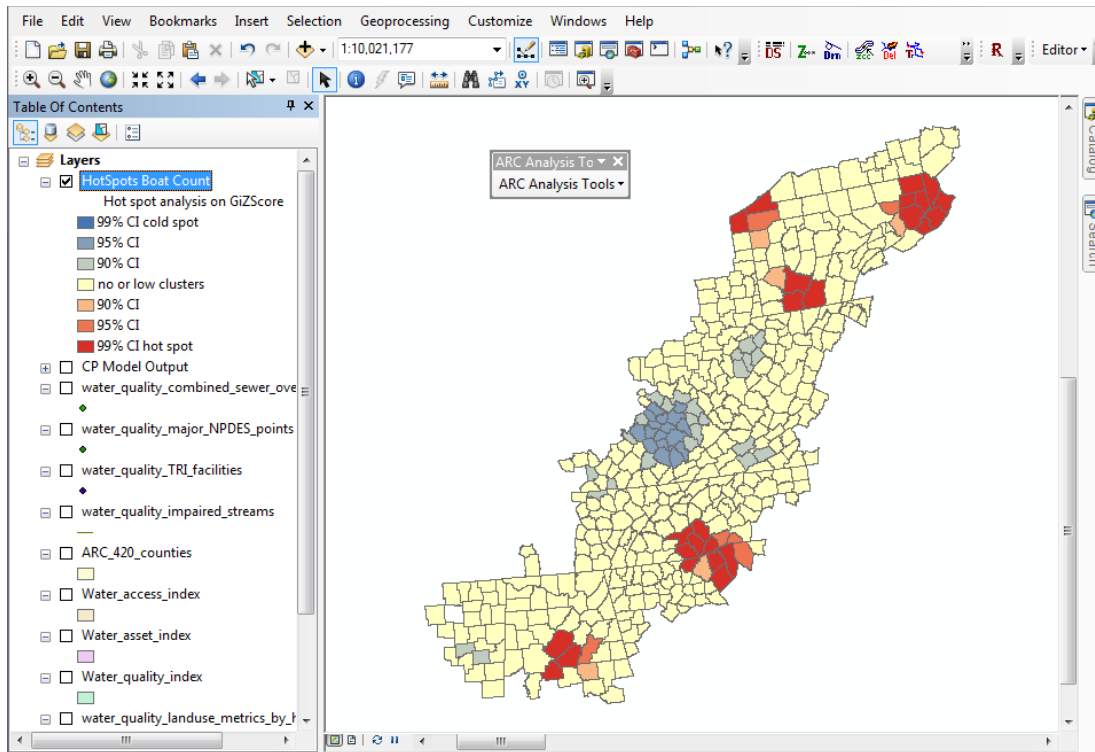 File Edit View Bookmarks Insert Selection Geoprocessing Customize Windows Help
1:10,021,177
Editor
Table Of Contents
Layers
HotSpots Boat Count
Hot spot analysis on GiZScore
99% CI cold spot
95% CI
90% CI
no or low clusters
90% CI
95% CI
99% CI hot spot
CP Model Output
water_quality_combined_sewer_ove
water_quality_major_NPDES_points
water_quality_TRI_facilities
water_quality_impaired_streams
ARC_420_counties
Water_access_index
Water_asset_index
Water_quality_index
water_quality_landuse_metrics_by_h
ARC Analysis To
ARC Analysis Tools
Catalog
Search